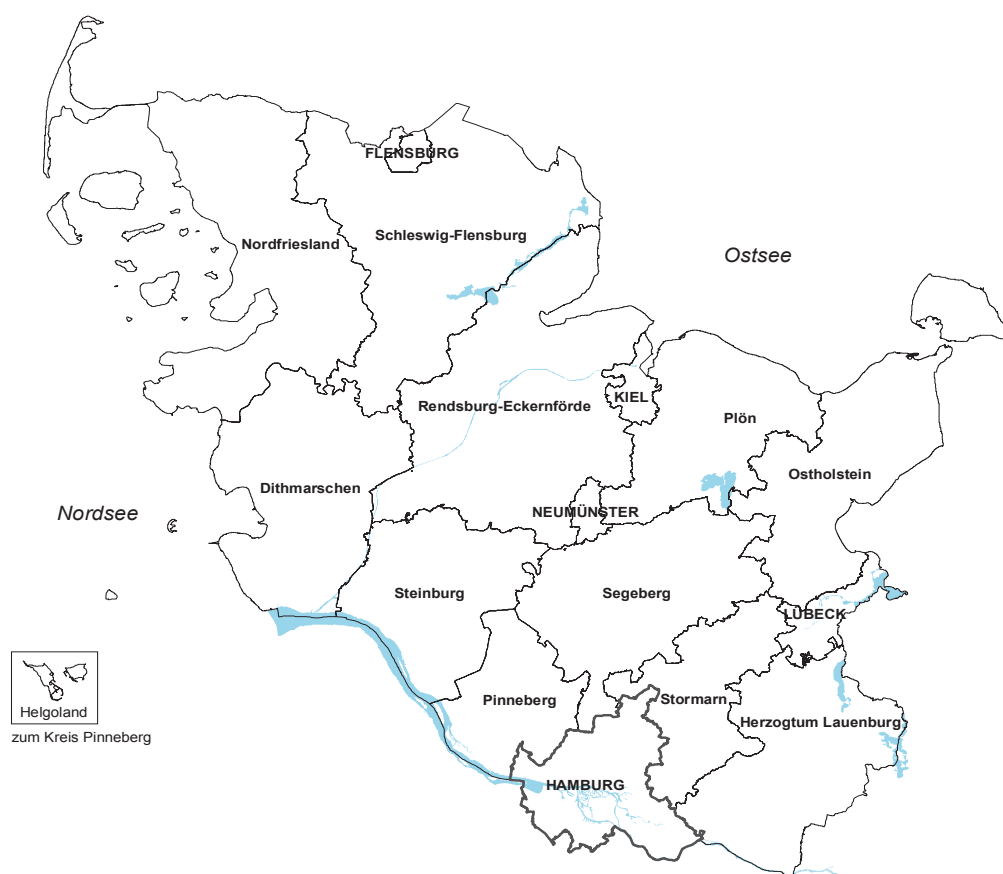 FLENSBURG
Schleswig-Flensburg
Nordfriesland
Ostsee
KIEL
Rendsburg-Eckernförde
Plön
Ostholstein
Dithmarschen
Nordsee
NEUMÜNSTER
Steinburg
Segeberg
LÜBECK
Pinneberg
Stormarn
Helgoland
Herzogtum Lauenburg
zum Kreis Pinneberg
HAMBURG